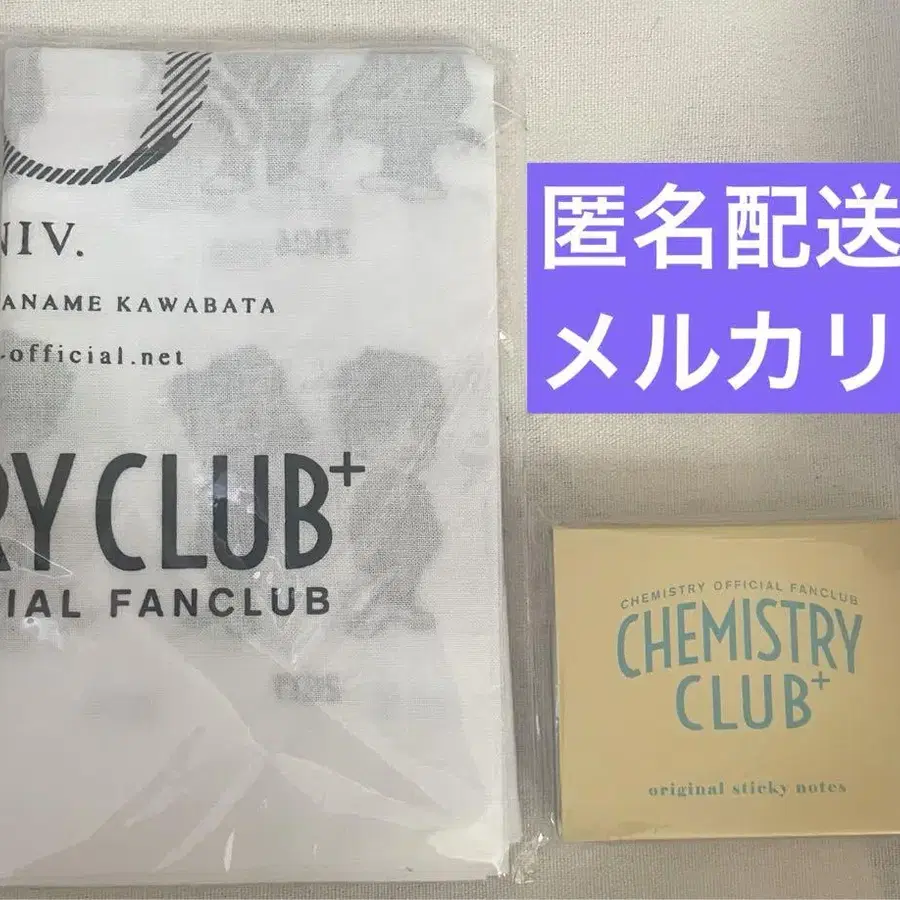 NIV.
ANAME KAWABATA
-official.net
RY CLUB+
CIAL FANCLUB
匿名配送
メルカリ
CHEMISTRY OFFICIAL FANCLUB
CHEMISTRY
CLUB+
original sticky notes